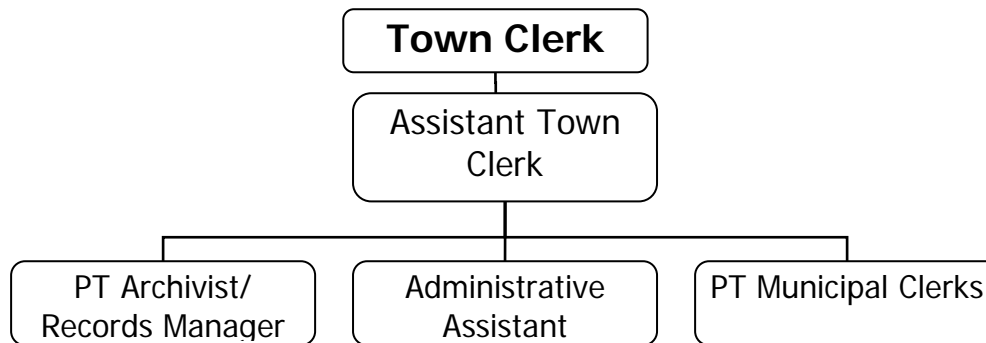 Town Clerk
Assistant Town
Clerk
PT Archivist/
Records Manager
Administrative
Assistant
PT Municipal Clerks